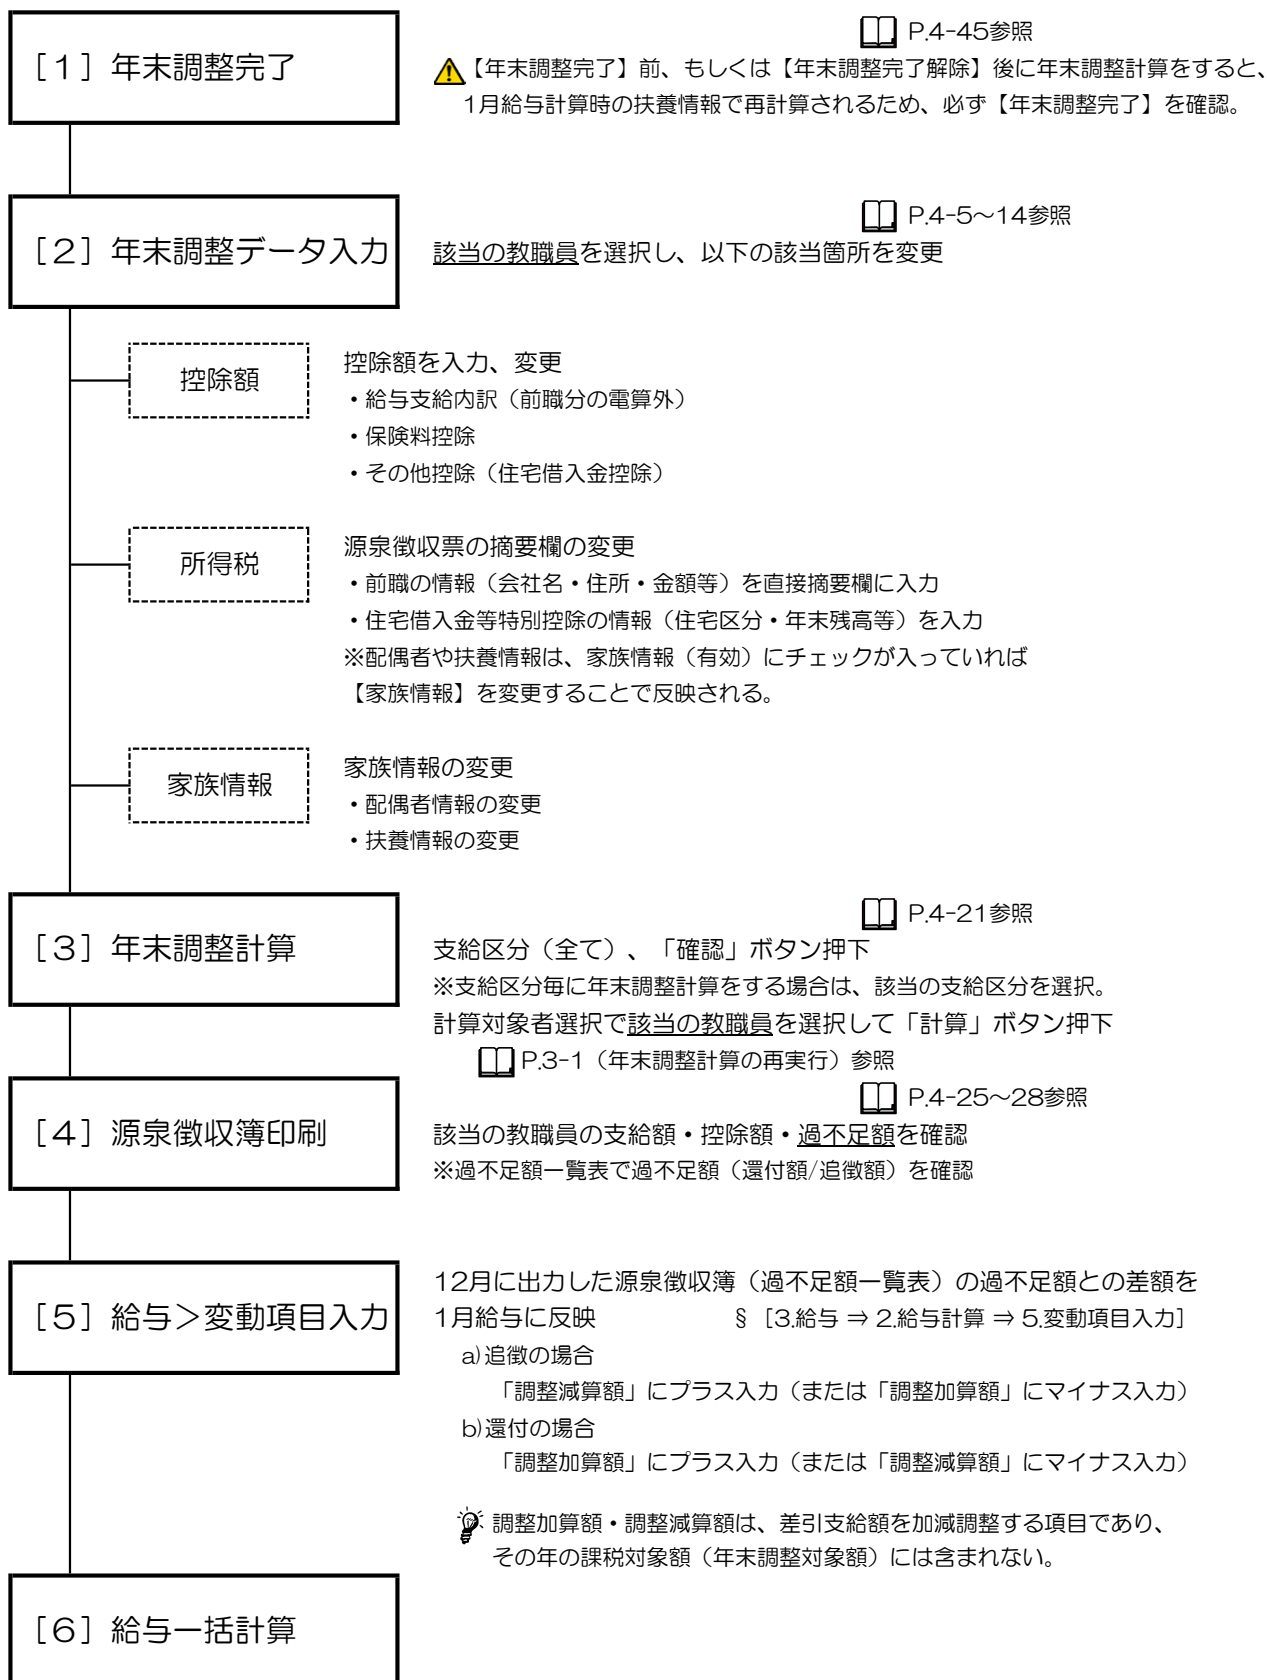 ［１］年末調整完了
P.4-45参照
【年末調整完了】前、もしくは【年末調整完了解除】後に年末調整計算をすると、
1月給与計算時の扶養情報で再計算されるため、必ず【年末調整完了】を確認。
［２］年末調整データ入力
P.4-5～14参照
該当の教職員を選択し、以下の該当箇所を変更
控除額
控除額を入力、変更
・給与支給内訳（前職分の電算外）
・保険料控除
・その他控除（住宅借入金控除）
所得税
源泉徴収票の摘要欄の変更
・前職の情報（会社名・住所・金額等）を直接摘要欄に入力
・住宅借入金等特別控除の情報（住宅区分・年末残高等）を入力
※配偶者や扶養情報は、家族情報（有効）にチェックが入っていれば
【家族情報】を変更することで反映される。
家族情報
家族情報の変更
・配偶者情報の変更
・扶養情報の変更
［３］年末調整計算
P.4-21参照
支給区分（全て）、「確認」ボタン押下
※支給区分毎に年末調整計算をする場合は、該当の支給区分を選択。
計算対象者選択で該当の教職員を選択して「計算」ボタン押下
P.3-1（年末調整計算の再実行）参照
［４］源泉徴収簿印刷
P.4-25～28参照
該当の教職員の支給額・控除額・過不足額を確認
※過不足額一覧表で過不足額（還付額/追徴額）を確認
［５］給与＞変動項目入力
12月に出力した源泉徴収簿（過不足額一覧表）の過不足額との差額を
1月給与に反映 §［3.給与 ⇒ 2.給与計算 ⇒ 5.変動項目入力］
a)追徴の場合
「調整減算額」にプラス入力（または「調整加算額」にマイナス入力）
b)還付の場合
「調整加算額」にプラス入力（または「調整減算額」にマイナス入力）
調整加算額・調整減算額は、差引支給額を加減調整する項目であり、
その年の課税対象額（年末調整対象額）には含まれない。
［６］給与一括計算